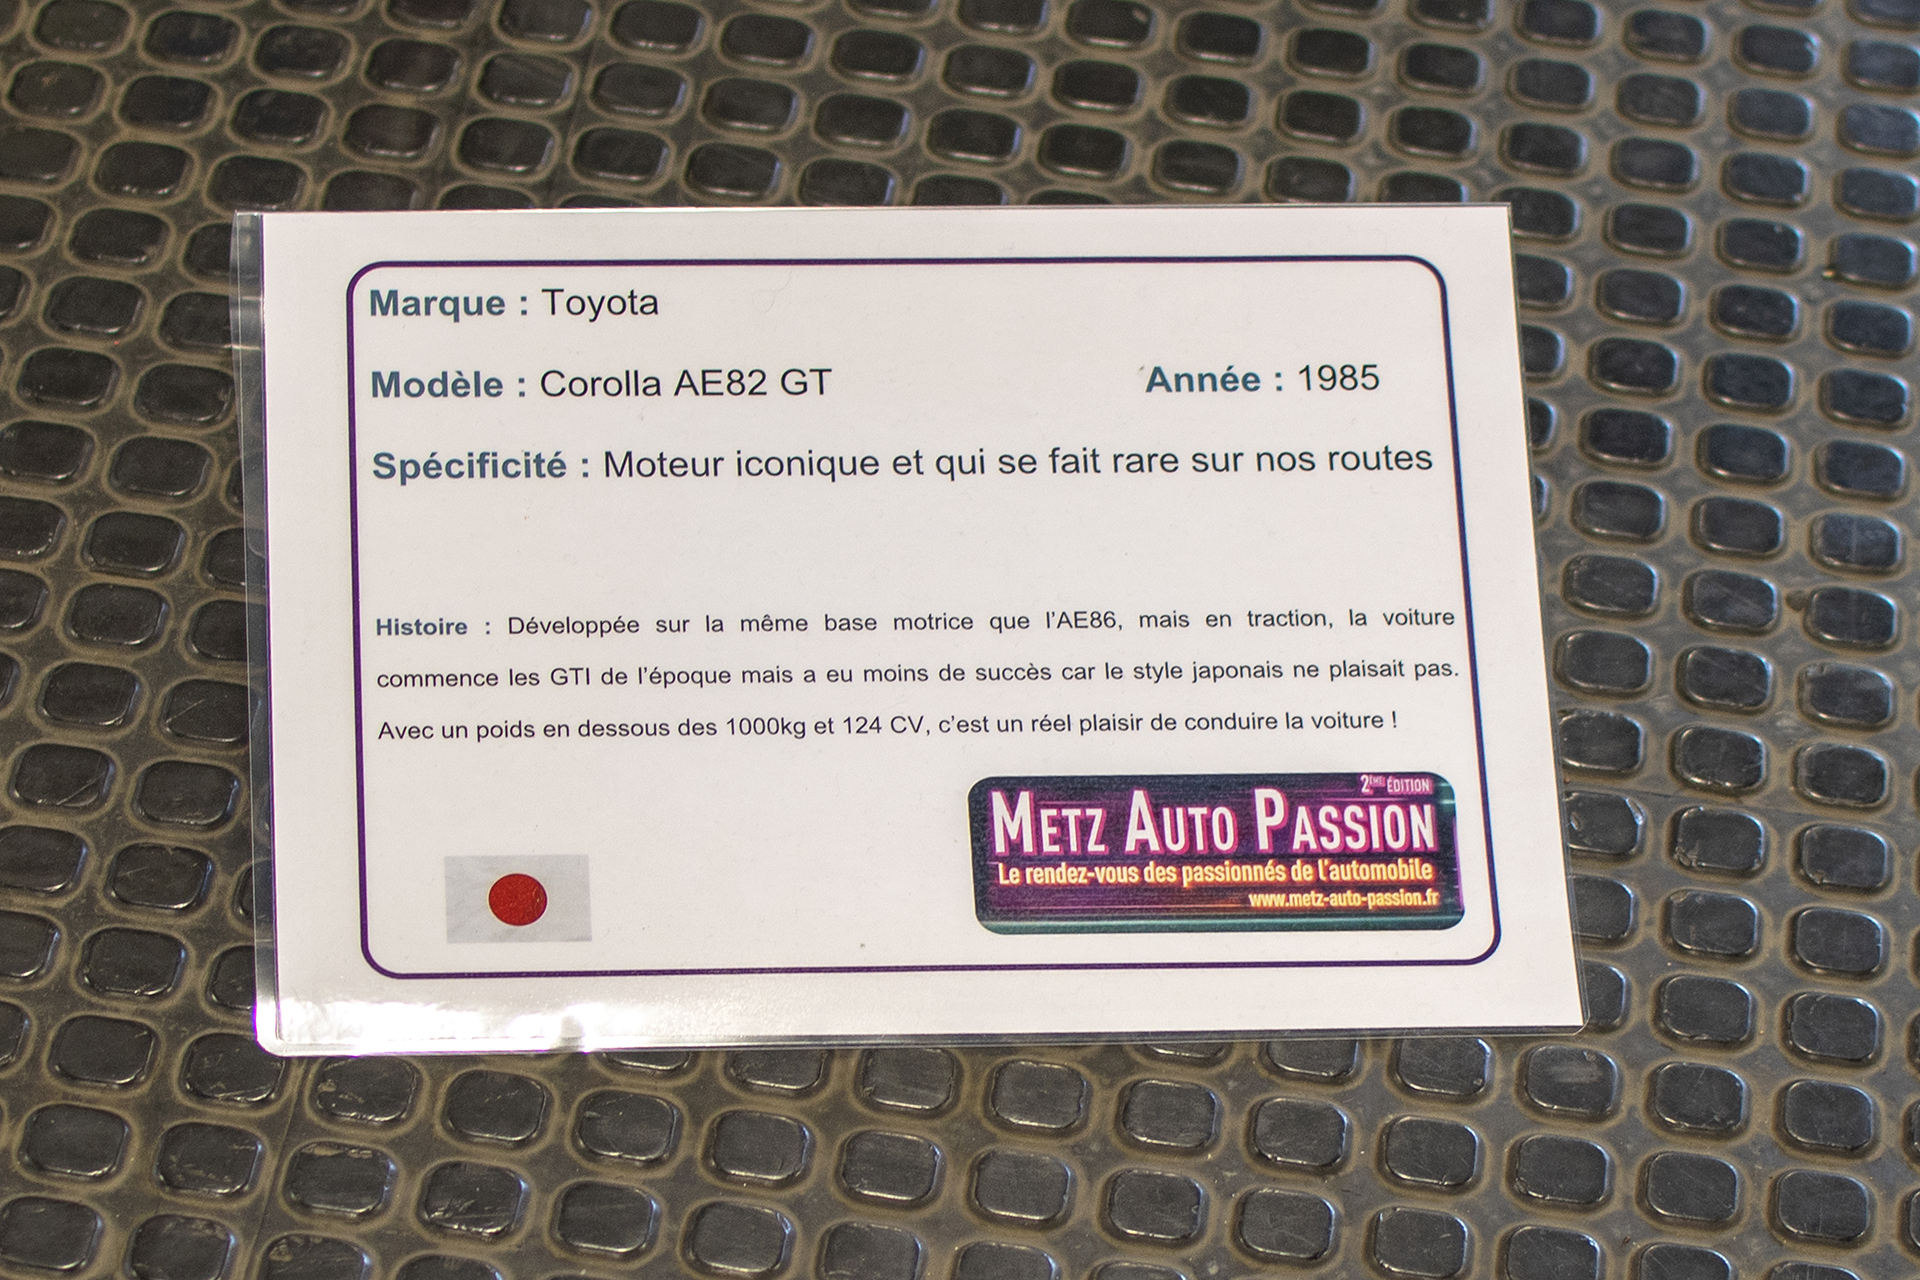 Marque : Toyota
Modèle : Corolla AE82 GT Année : 1985
Spécificité : Moteur iconique et qui se fait rare sur nos routes
Histoire : Développée sur la même base motrice que l'AE86, mais en traction, la voiture
commence les GTI de l'époque mais a eu moins de succès car le style japonais ne plaisait pas.
Avec un poids en dessous des 1000kg et 124 CV, c'est un réel plaisir de conduire la voiture !
2ÈME ÉDITION
METZ AUTO PASSION
Le rendez-vous des passionnés de l'automobile
www.metz-auto-passion.fr